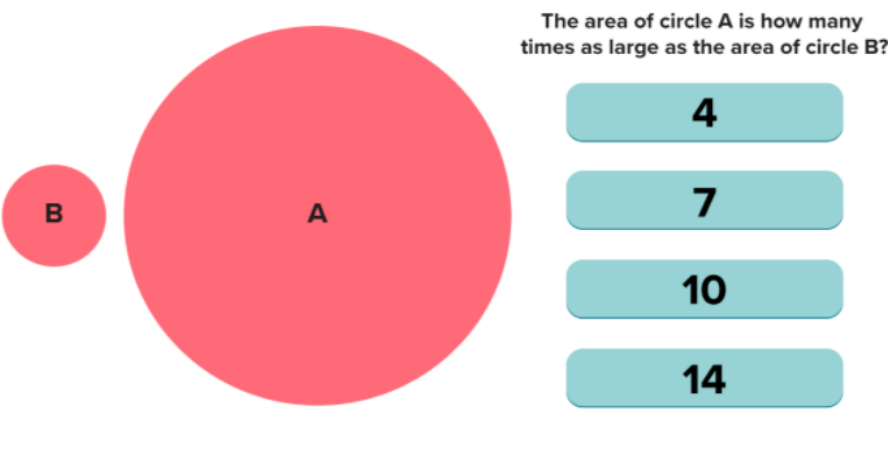 The area of circle A is how many
times as large as the area of circle B?
B
A
4
7
10
14